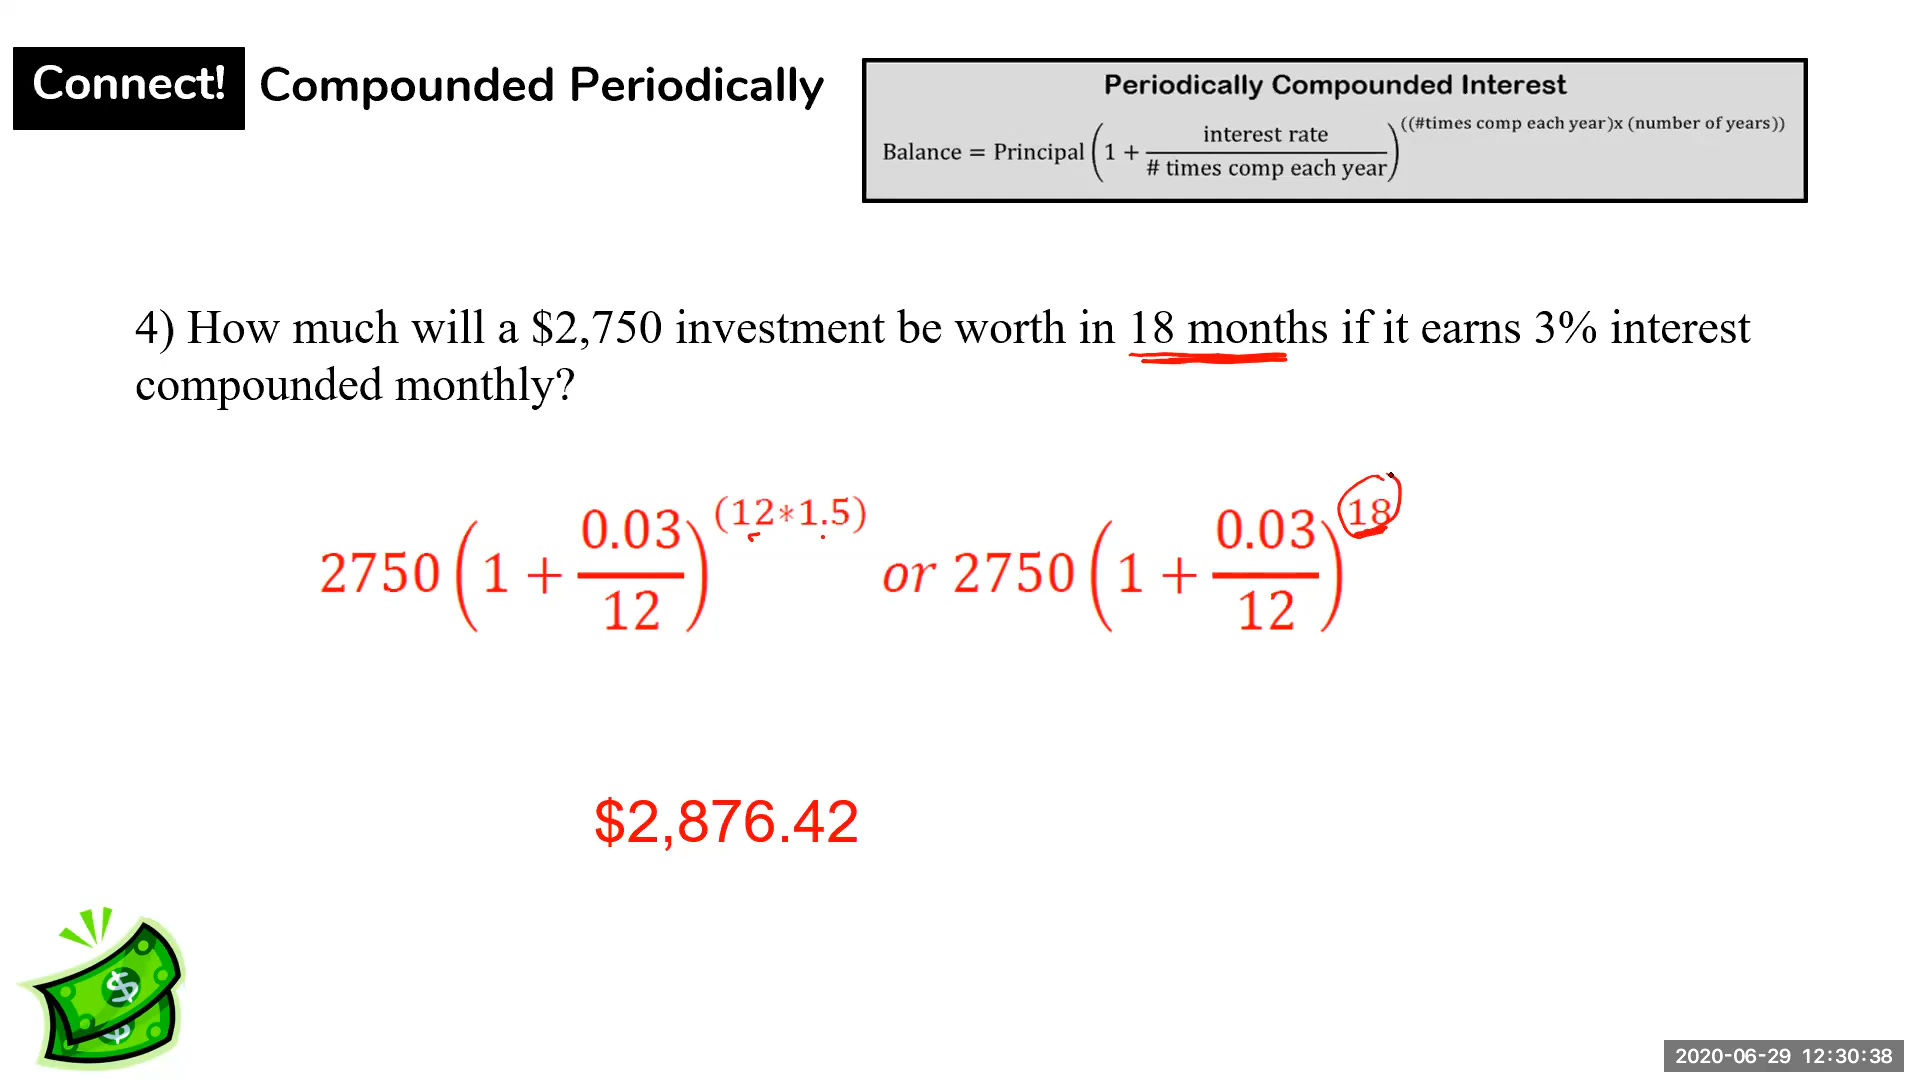 Connect! Compounded Periodically
Periodically Compounded Interest
Balance = Principal (1 + interest rate / # times comp each year)^((#times comp each year)x (number of years))
4) How much will a $2,750 investment be worth in 18 months if it earns 3% interest
compounded monthly?
2750 (1 + 0.03/12)^(12*1.5) or 2750 (1 + 0.03/12)^18
$2,876.42
$
$
2020-06-29 12:30:38